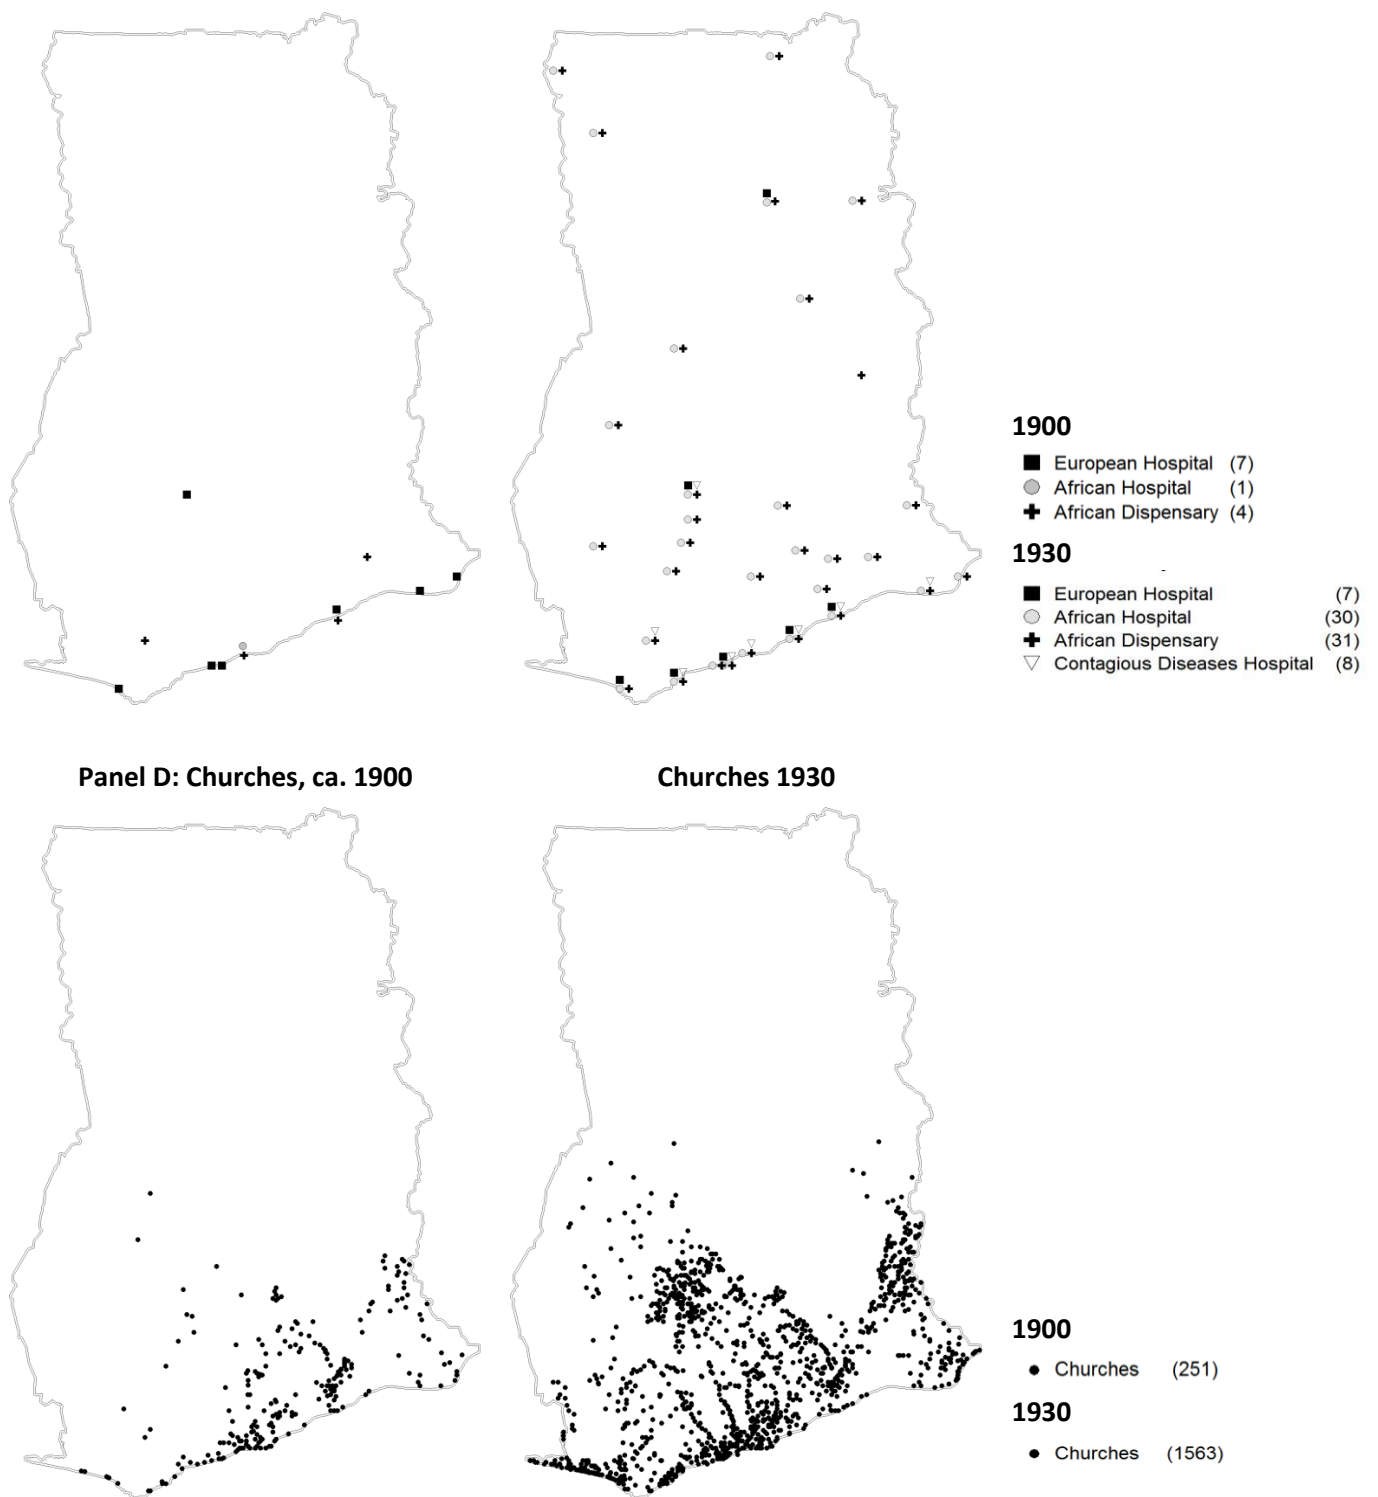 1900
European Hospital (7)
African Hospital (1)
African Dispensary (4)
1930
European Hospital (7)
African Hospital (30)
African Dispensary (31)
Contagious Diseases Hospital (8)
Panel D: Churches, ca. 1900
Churches 1930
1900
Churches (251)
1930
Churches (1563)